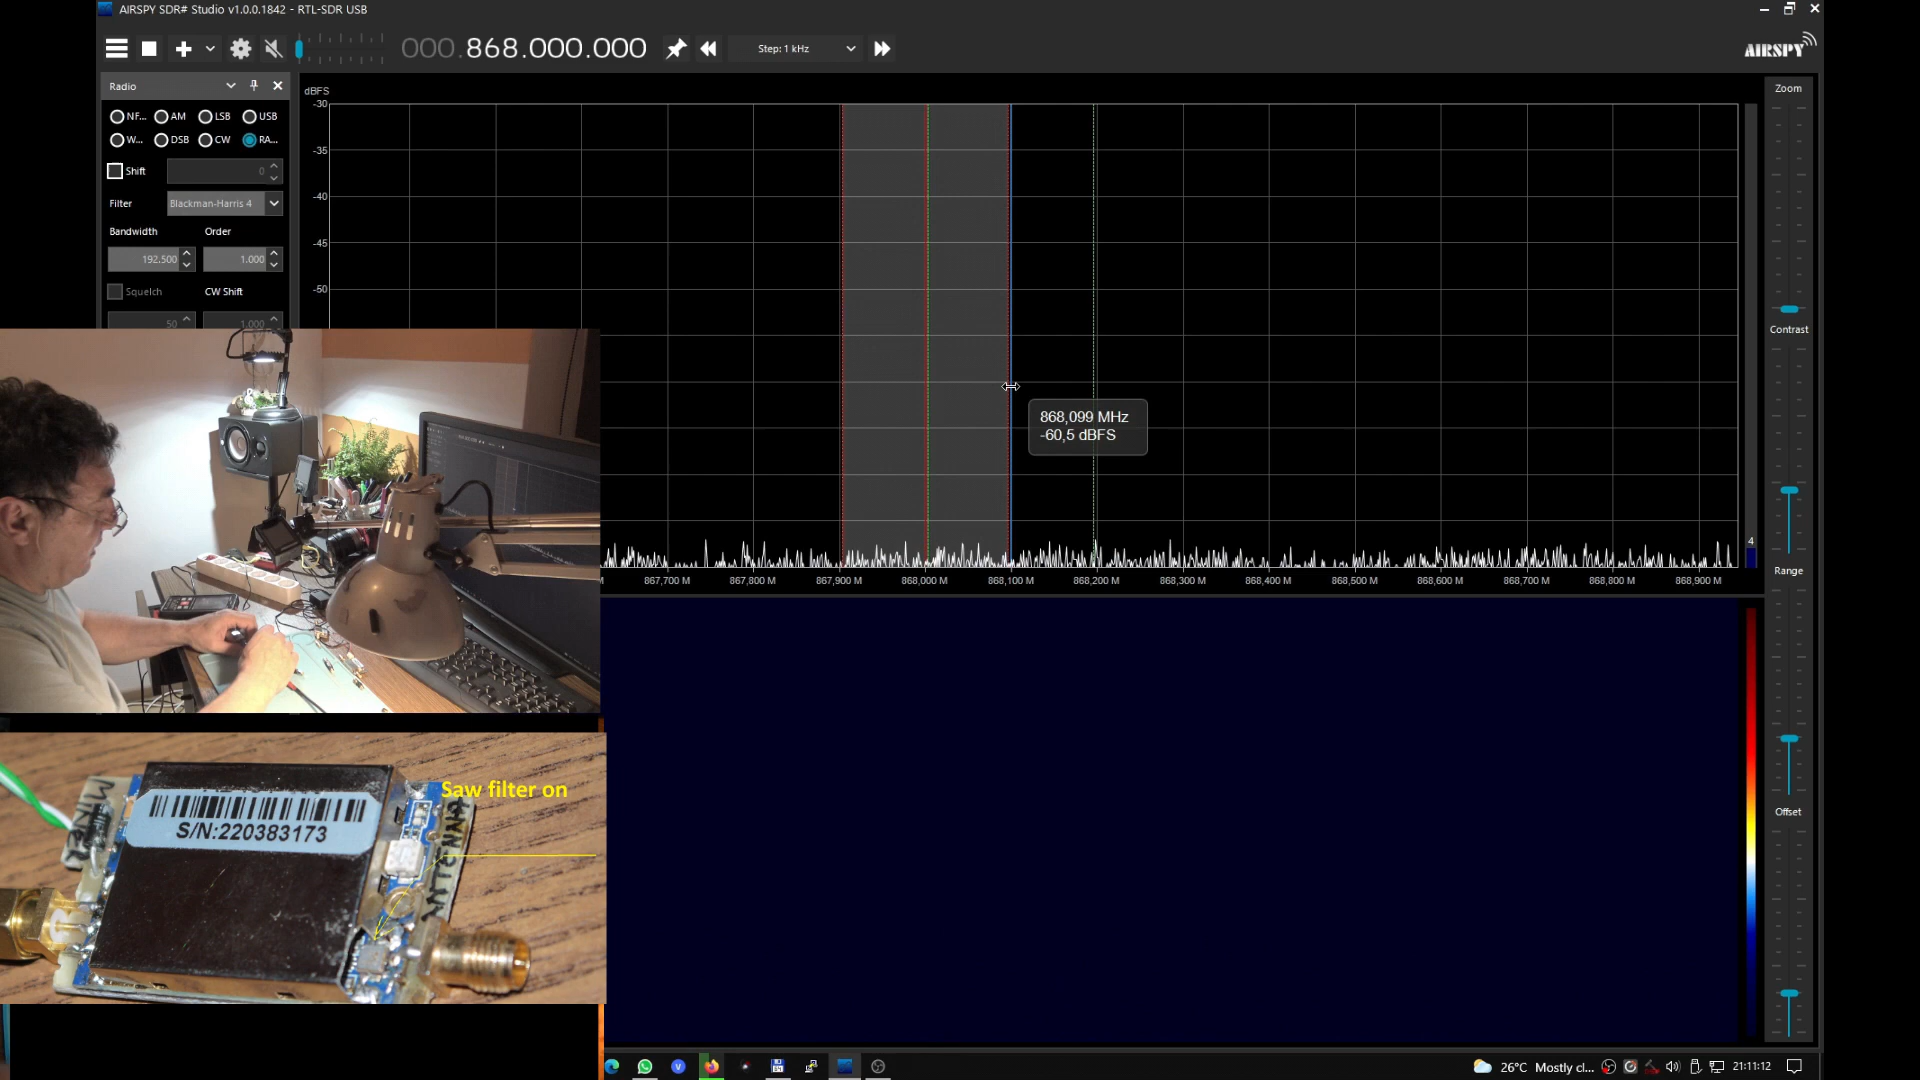 AIRSPY SDR# Studio v1.0.0.1842 - RTL-SDR USB
000.868.000.000
Step: 1 kHz
AIRSPY
Radio
NF... AM LSB USB
W... DSB CW RA...
Shift 0
Filter Blackman-Harris 4
Bandwidth Order
192.500 1.000
Squelch CW Shift
50 1.000
dBFS
-30
-35
-40
-45
-50
868,099 MHz
-60,5 dBFS
M 867,700 M 867,800 M 867,900 M 868,000 M 868,100 M 868,200 M 868,300 M 868,400 M 868,500 M 868,600 M 868,700 M 868,800 M 868,900 M
4
Zoom
Contrast
Range
Offset
Saw filter on
S/N:220383173
26°C Mostly cl... 21:11:12